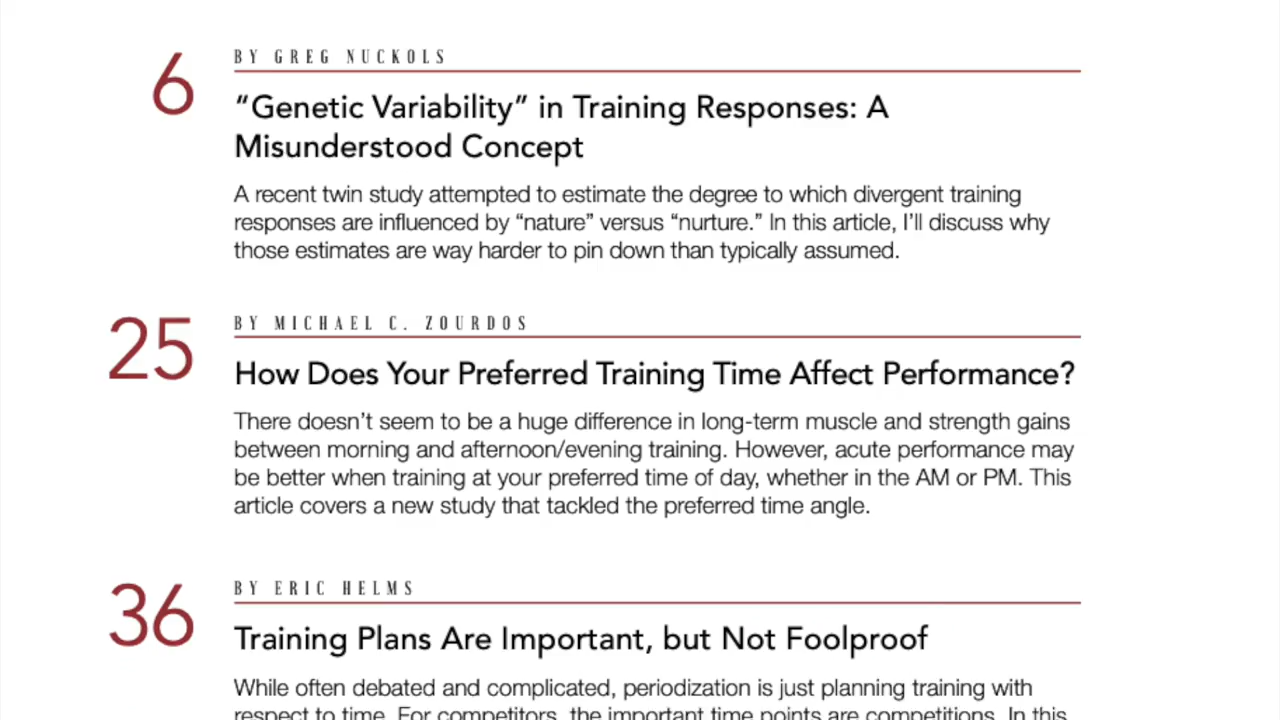 6
BY GREG NUCKOLS
“Genetic Variability” in Training Responses: A
Misunderstood Concept
A recent twin study attempted to estimate the degree to which divergent training
responses are influenced by “nature” versus “nurture.” In this article, I’ll discuss why
those estimates are way harder to pin down than typically assumed.
25
BY MICHAEL C. ZOURDOS
How Does Your Preferred Training Time Affect Performance?
There doesn’t seem to be a huge difference in long-term muscle and strength gains
between morning and afternoon/evening training. However, acute performance may
be better when training at your preferred time of day, whether in the AM or PM. This
article covers a new study that tackled the preferred time angle.
36
BY ERIC HELMS
Training Plans Are Important, but Not Foolproof
While often debated and complicated, periodization is just planning training with
respect to time. For competitors, the important time points are competitions. In this